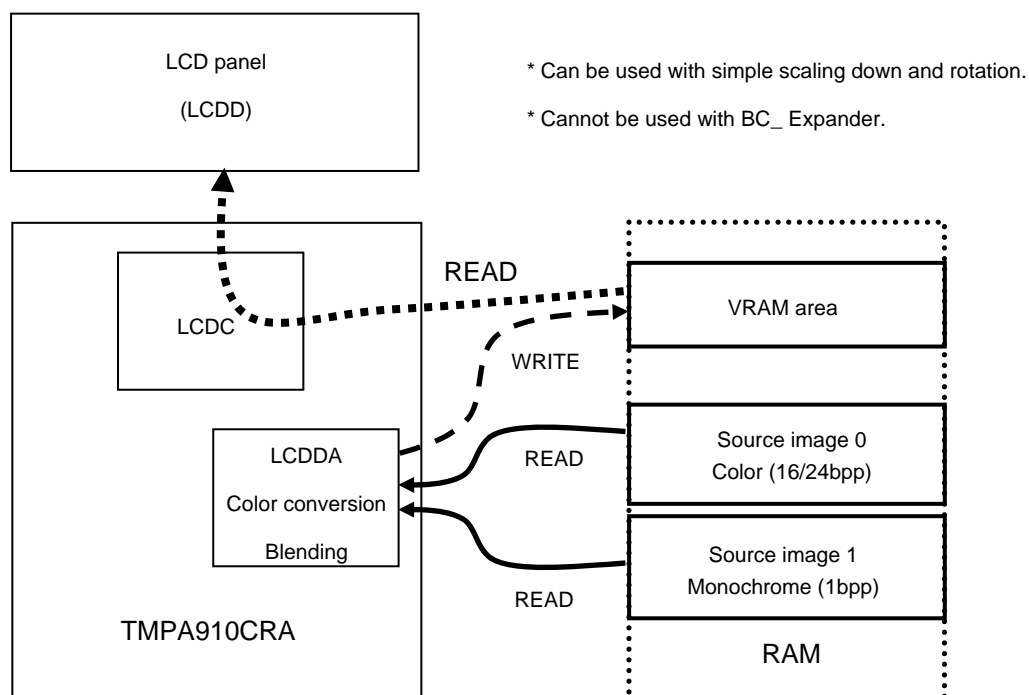 LCD panel
(LCDD)
* Can be used with simple scaling down and rotation.
* Cannot be used with BC_ Expander.
READ
LCDC
VRAM area
WRITE
LCDDA
Color conversion
Blending
READ
Source image 0
Color (16/24bpp)
READ
Source image 1
Monochrome (1bpp)
TMPA910CRA
RAM